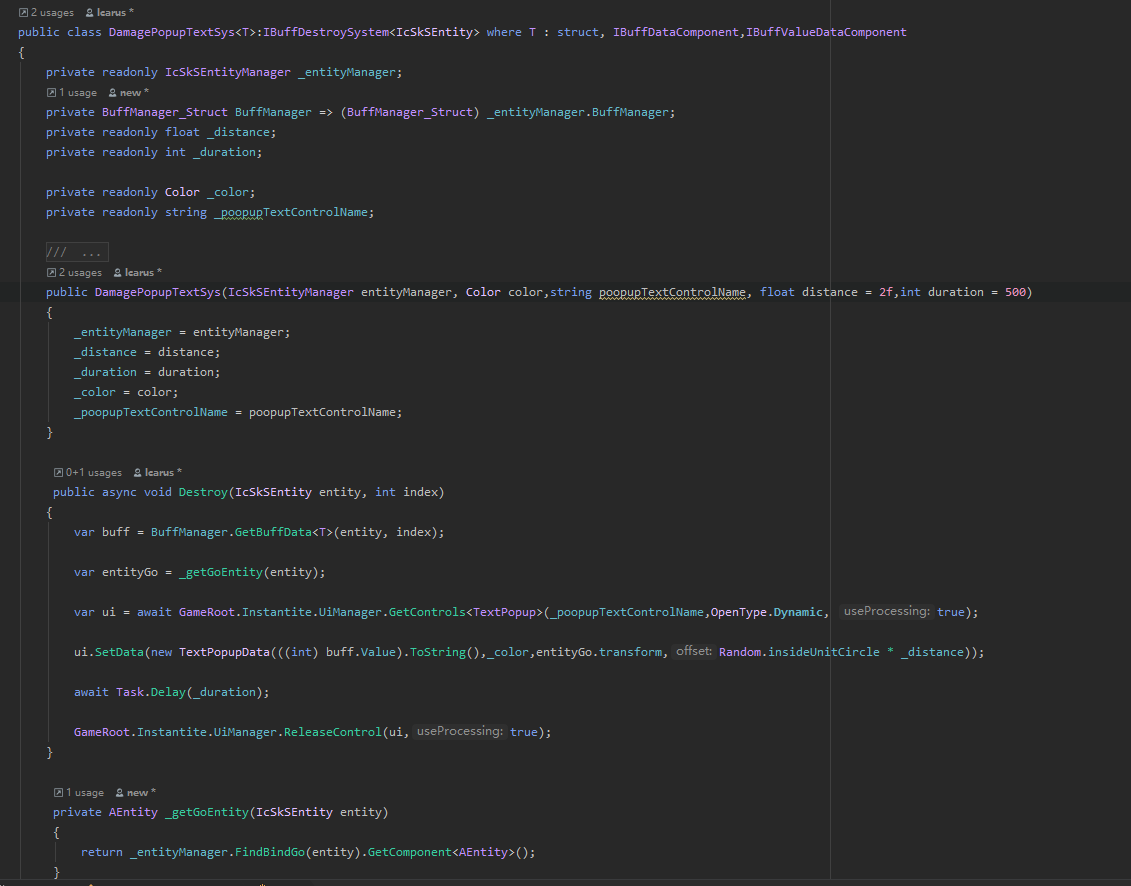 2 usages Icarus *
public class DamagePopupTextSys<T>:IBuffDestroySystem<IcSkSEntity> where T : struct, IBuffDataComponent,IBuffValueDataComponent
{
private readonly IcSkSEntityManager _entityManager;
1 usage new *
private BuffManager_Struct BuffManager => (BuffManager_Struct) _entityManager.BuffManager;
private readonly float _distance;
private readonly int _duration;
private readonly Color _color;
private readonly string _poopupTextControlName;
/// ...
2 usages Icarus *
public DamagePopupTextSys(IcSkSEntityManager entityManager, Color color,string poopupTextControlName, float distance = 2f,int duration = 500)
{
_entityManager = entityManager;
_distance = distance;
_duration = duration;
_color = color;
_poopupTextControlName = poopupTextControlName;
}
0+1 usages Icarus *
public async void Destroy(IcSkSEntity entity, int index)
{
var buff = BuffManager.GetBuffData<T>(entity, index);
var entityGo = _getGoEntity(entity);
var ui = await GameRoot.Instantite.UiManager.GetControls<TextPopup>(_poopupTextControlName,OpenType.Dynamic, useProcessing: true);
ui.SetData(new TextPopupData(((int) buff.Value).ToString(),_color,entityGo.transform, offset: Random.insideUnitCircle * _distance));
await Task.Delay(_duration);
GameRoot.Instantite.UiManager.ReleaseControl(ui, useProcessing: true);
}
1 usage new *
private AEntity _getGoEntity(IcSkSEntity entity)
{
return _entityManager.FindBindGo(entity).GetComponent<AEntity>();
}